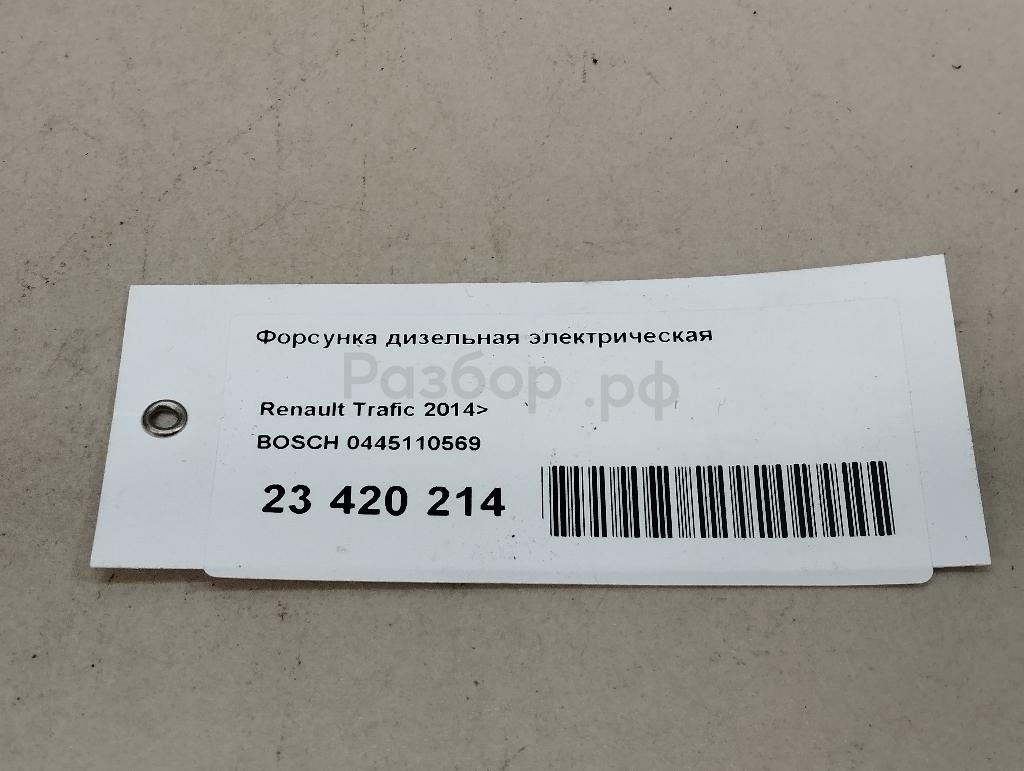 Форсунка дизельная электрическая
Разбор.рф
Renault Trafic 2014>
BOSCH 0445110569
23 420 214